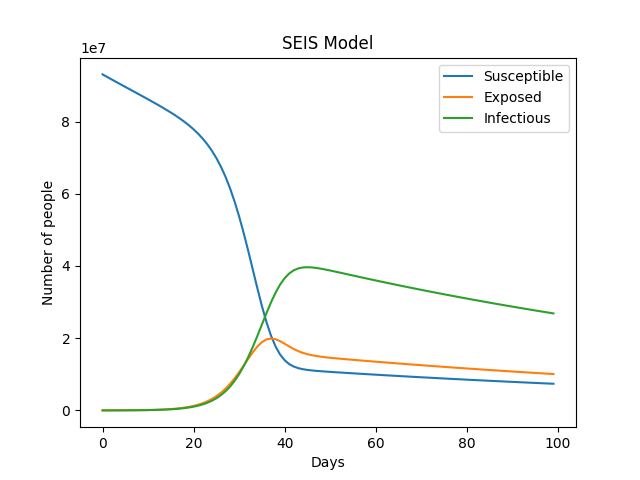 SEIS Model
1e7
Susceptible
Exposed
Infectious
8
6
4
2
0
Number of people
0 20 40 60 80 100
Days